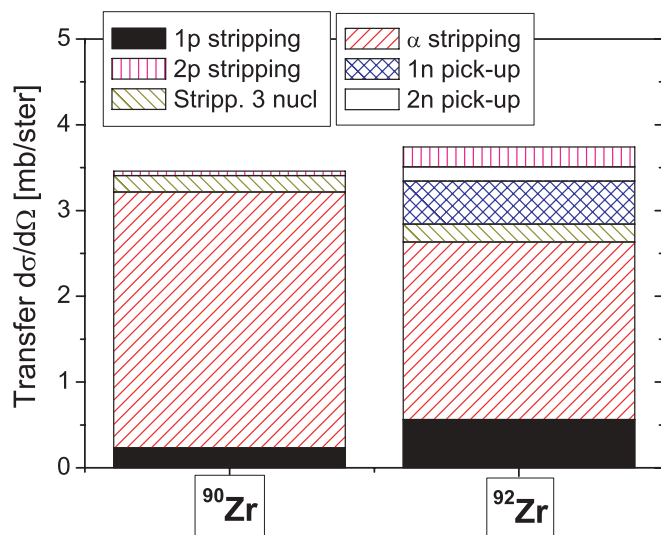 1p stripping
2p stripping
Stripp. 3 nucl
α stripping
1n pick-up
2n pick-up
Transfer dσ/dΩ [mb/ster]
5
4
3
2
1
0
⁹⁰Zr
⁹²Zr